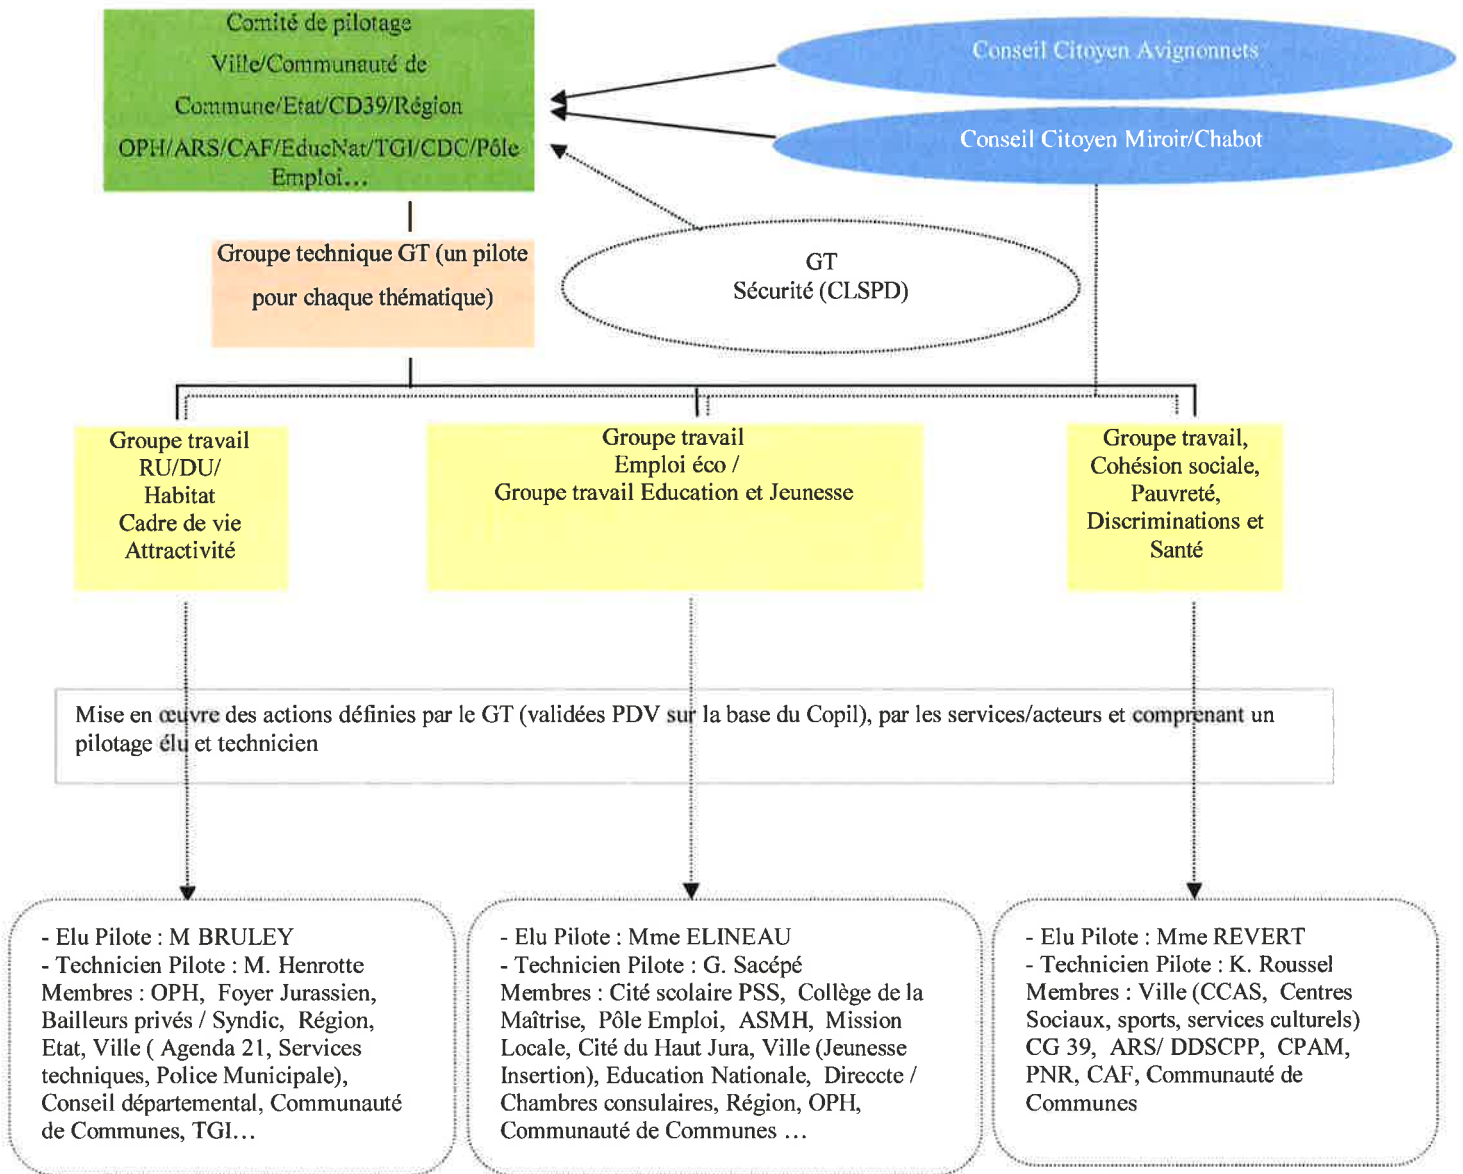 Comité de pilotage
Ville/Communauté de
Commune/Etat/CD39/Région
OPH/ARS/CAF/EducNat/TGI/CDC/Pôle
Emploi…
Conseil Citoyen Avignonnets
Conseil Citoyen Miroir/Chabot
Groupe technique GT (un pilote
pour chaque thématique)
GT
Sécurité (CLSPD)
Groupe travail
RU/DU/
Habitat
Cadre de vie
Attractivité
Groupe travail
Emploi éco /
Groupe travail Education et Jeunesse
Groupe travail,
Cohésion sociale,
Pauvreté,
Discriminations et
Santé
Mise en œuvre des actions définies par le GT (validées PDV sur la base du Copil), par les services/acteurs et comprenant un
pilotage élu et technicien
- Elu Pilote : M BRULEY
- Technicien Pilote : M. Henrotte
Membres : OPH, Foyer Jurassien,
Bailleurs privés / Syndic, Région,
Etat, Ville ( Agenda 21, Services
techniques, Police Municipale),
Conseil départemental, Communauté
de Communes, TGI…
- Elu Pilote : Mme ELINEAU
- Technicien Pilote : G. Sacépé
Membres : Cité scolaire PSS, Collège de la
Maîtrise, Pôle Emploi, ASMH, Mission
Locale, Cité du Haut Jura, Ville (Jeunesse
Insertion), Education Nationale, Direccte /
Chambres consulaires, Région, OPH,
Communauté de Communes …
- Elu Pilote : Mme REVERT
- Technicien Pilote : K. Roussel
Membres : Ville (CCAS, Centres
Sociaux, sports, services culturels)
CG 39, ARS/ DDSCPP, CPAM,
PNR, CAF, Communauté de
Communes